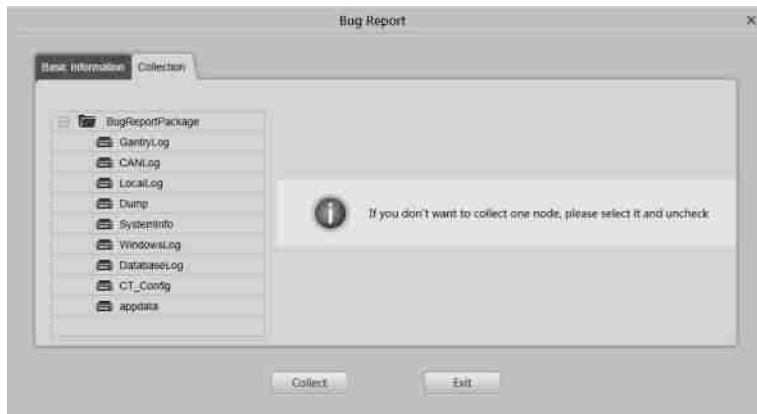 Bug Report
Basic Information
Collection
BugReportPackage
GantryLog
CANLog
LocalLog
Dump
SystemInfo
WindowsLog
DatabaseLog
CT_Config
appdata
If you don't want to collect one node, please select it and uncheck
Collect
Exit